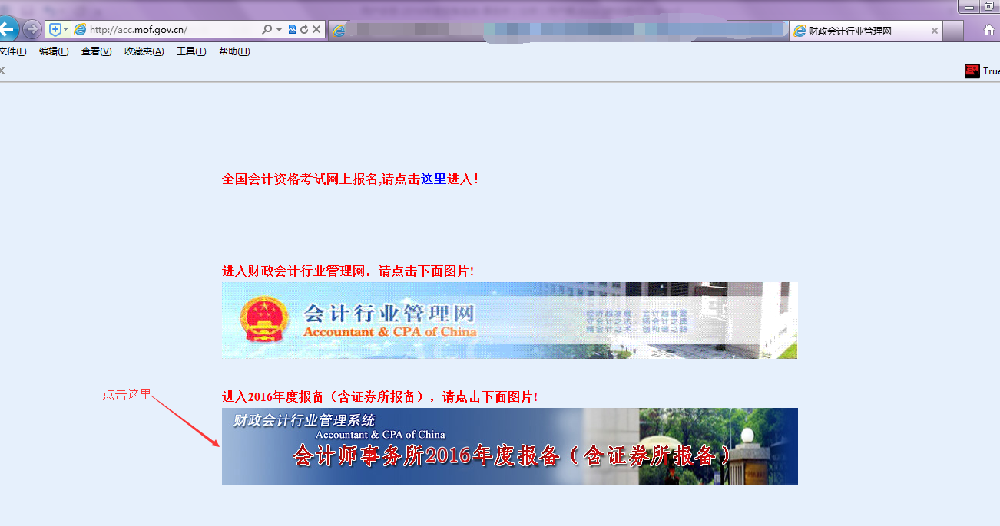 http://acc.mof.gov.cn/
财政会计行业管理网
文件(F) 编辑(E) 查看(V) 收藏夹(A) 工具(T) 帮助(H)
True
全国会计资格考试网上报名,请点击这里进入！
进入财政会计行业管理网，请点击下面图片!
会计行业管理网
Accountant & CPA of China
经济越发展　会计越重要
守会计之法　扬会计之德
精会计之术　创和谐之路
点击这里
进入2016年度报备（含证券所报备），请点击下面图片!
财政会计行业管理系统
Accountant & CPA of China
会计师事务所2016年度报备（含证券所报备）